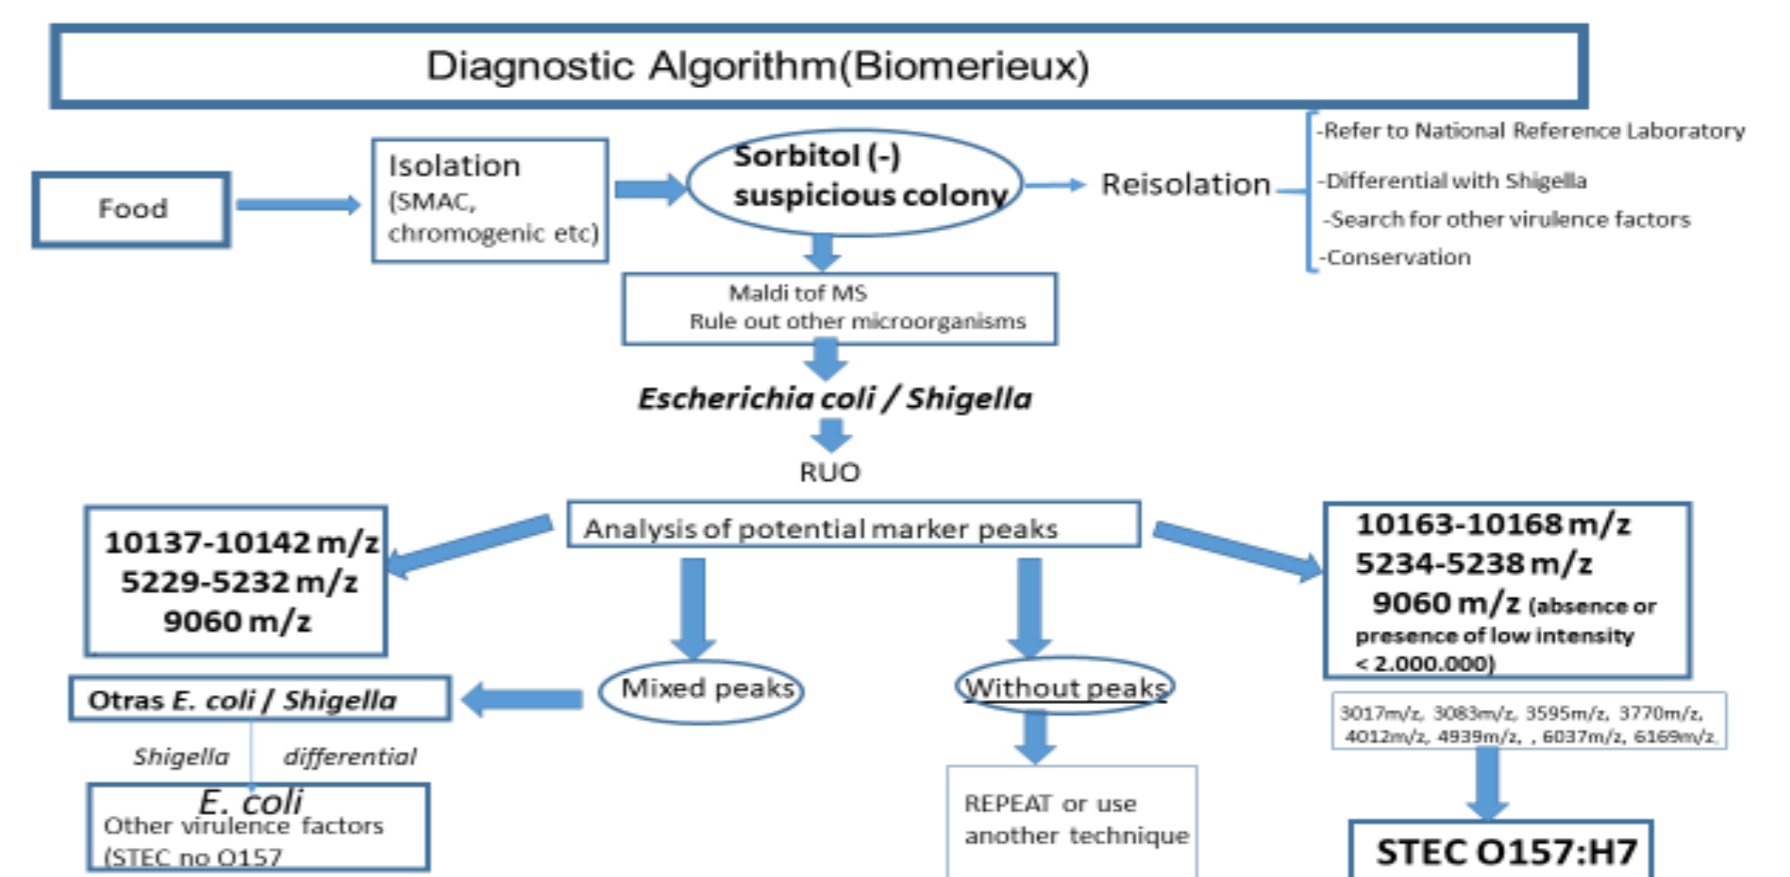 Diagnostic Algorithm(Biomerieux)
Food
Isolation
(SMAC,
chromogenic etc)
Sorbitol (-)
suspicious colony
Reisolation
-Refer to National Reference Laboratory
-Differential with Shigella
-Search for other virulence factors
-Conservation
Maldi tof MS
Rule out other microorganisms
Escherichia coli / Shigella
RUO
Analysis of potential marker peaks
10137-10142 m/z
5229-5232 m/z
9060 m/z
Mixed peaks
Without peaks
10163-10168 m/z
5234-5238 m/z
9060 m/z (absence or
presence of low intensity
< 2.000.000)
Otras E. coli / Shigella
Shigella differential
E. coli
Other virulence factors
(STEC no O157
REPEAT or use
another technique
3017m/z, 3083m/z, 3595m/z, 3770m/z,
4012m/z, 4939m/z, , 6037m/z, 6169m/z,
STEC O157:H7